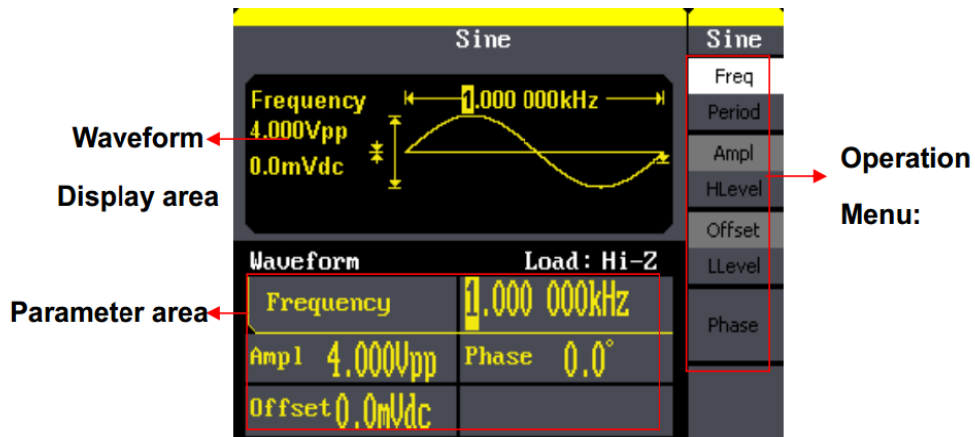 Sine
Sine
Frequency
1.000 000kHz
4.000Vpp
0.0mVdc
Waveform
Display area
Freq
Period
Ampl
HLevel
Offset
LLevel
Phase
Operation
Menu:
Waveform
Load: Hi-Z
Parameter area
Frequency
1.000 000kHz
Ampl 4.000Vpp
Phase 0.0°
Offset 0.0mVdc